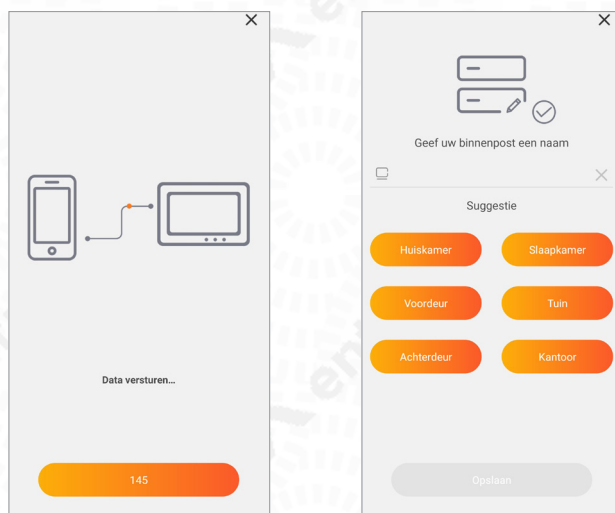 Data versturen...
145
Geef uw binnenpost een naam
Suggestie
Huiskamer
Slaapkamer
Voordeur
Tuin
Achterdeur
Kantoor
Opslaan